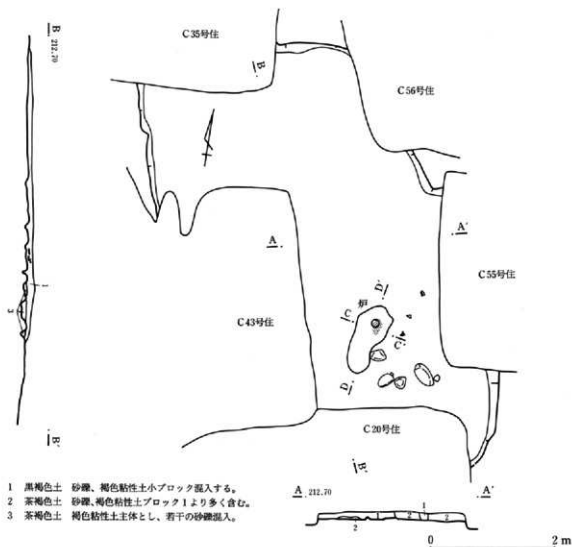 B
212.70
C35号住
B
C56号住
A
A'
C55号住
炉
D'
C
C'
C43号住
D
1
3
C20号住
B'
B'
1 黒褐色土 砂礫、褐色粘性土小ブロック混入する。
2 茶褐色土 砂礫、褐色粘性土ブロック1より多く含む。
3 茶褐色土 褐色粘性土主体とし、若干の砂礫混入。
A 212.70 A'
1
2 2
2
0 2 m